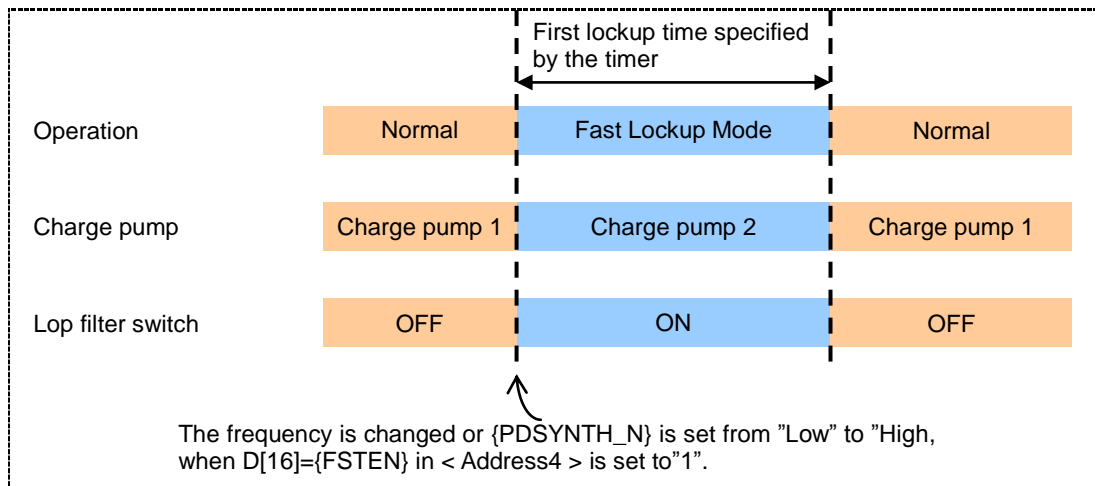 First lockup time specified
by the timer
Operation
Normal
Fast Lockup Mode
Normal
Charge pump
Charge pump 1
Charge pump 2
Charge pump 1
Lop filter switch
OFF
ON
OFF
The frequency is changed or {PDSYNTH_N} is set from ”Low” to ”High,
when D[16]={FSTEN} in < Address4 > is set to”1”.